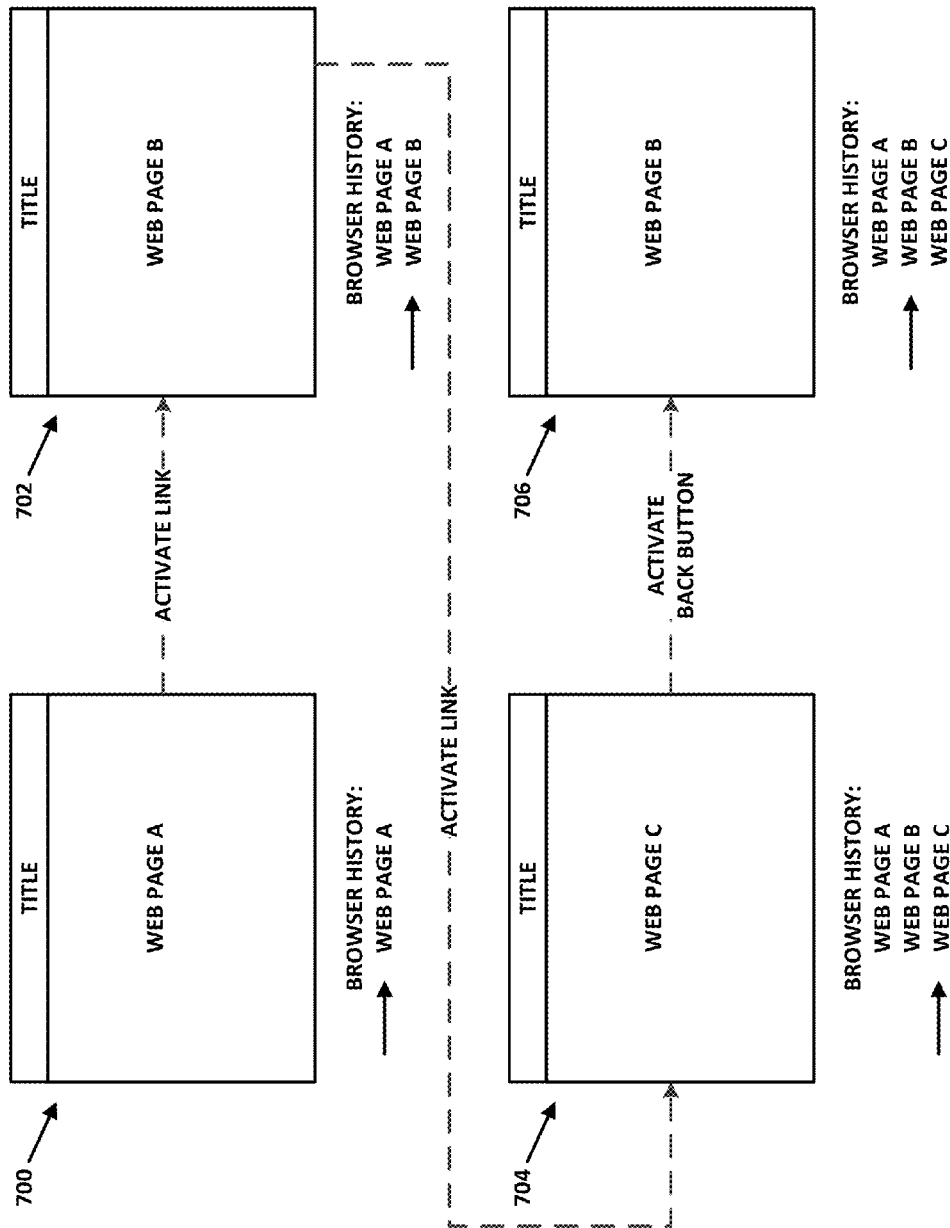 700
TITLE
WEB PAGE A
BROWSER HISTORY:
WEB PAGE A
ACTIVATE LINK
702
TITLE
WEB PAGE B
BROWSER HISTORY:
WEB PAGE A
WEB PAGE B
ACTIVATE LINK
704
TITLE
WEB PAGE C
BROWSER HISTORY:
WEB PAGE A
WEB PAGE B
WEB PAGE C
ACTIVATE
BACK BUTTON
706
TITLE
WEB PAGE B
BROWSER HISTORY:
WEB PAGE A
WEB PAGE B
WEB PAGE C